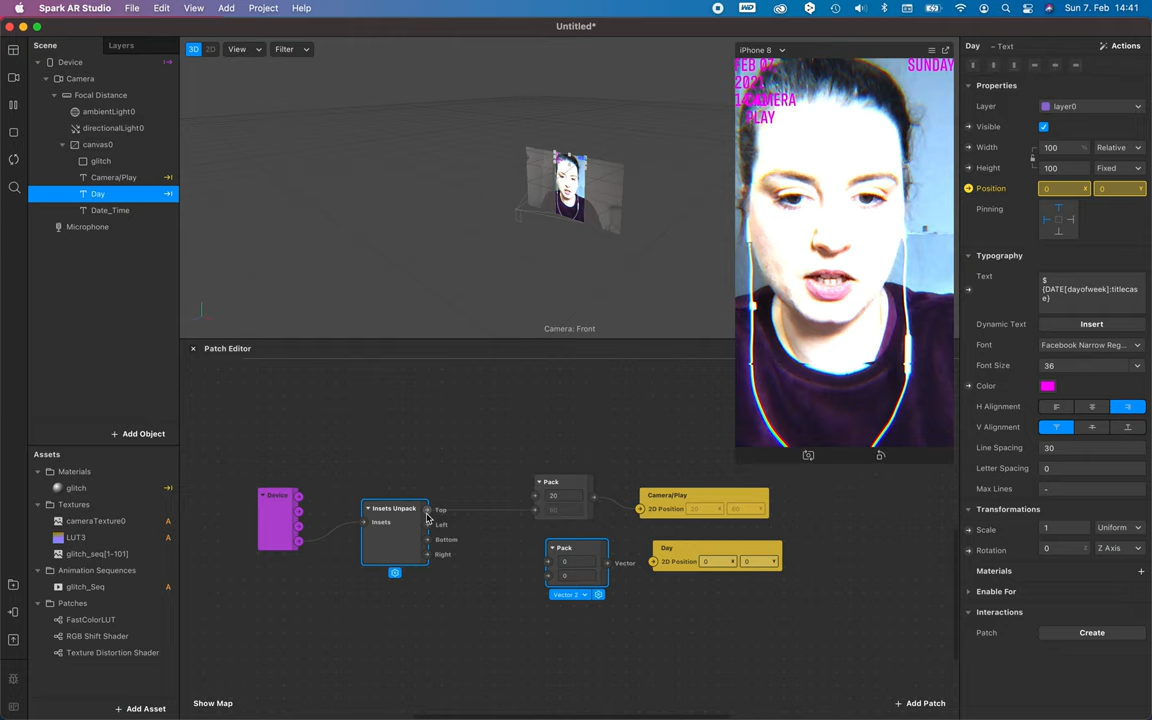 Spark AR Studio File Edit View Add Project Help
Sun 7. Feb 14:41
Untitled*
Scene Layers
Device
Camera
Focal Distance
ambientLight0
directionalLight0
canvas0
glitch
Camera/Play
Day
Date_Time
Microphone
+ Add Object
Assets
Materials
glitch
Textures
cameraTexture0 A
LUT3 A
glitch_seq[1-101]
Animation Sequences
glitch_Seq A
Patches
FastColorLUT
RGB Shift Shader
Texture Distortion Shader
+ Add Asset
3D 2D View Filter
Camera: Front
Patch Editor
Device
Insets Unpack
Insets
Top
Left
Bottom
Right
Pack
20
80
Camera/Play
2D Position 20 X 80 Y
Pack
0
0
Vector
Vector 2
Day
2D Position 0 X 0 Y
Show Map
+ Add Patch
iPhone 8
FEB 07,
2021
SUNDAY
CAMERA
PLAY
Day – Text
Actions
Properties
Layer layer0
Visible
Width 100 % Relative
Height 100 Fixed
Position 0 X 0 Y
Pinning
Typography
Text
$
{DATE[dayofweek]:titlecas
e}
Dynamic Text Insert
Font Facebook Narrow Reg...
Font Size 36
Color
H Alignment
V Alignment
Line Spacing 30
Letter Spacing 0
Max Lines -
Transformations
Scale 1 Uniform
Rotation 0 Z Axis
Materials +
Enable For
Interactions
Patch Create